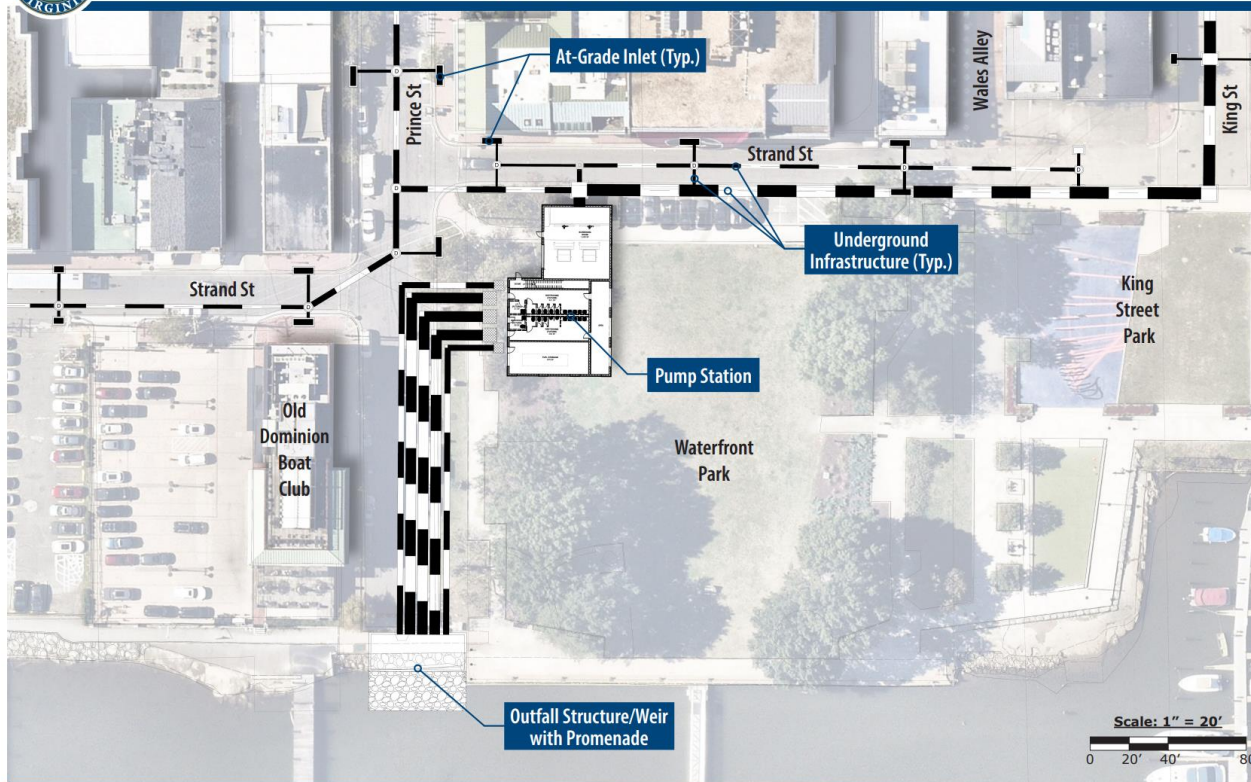 VIRGINIA
At-Grade Inlet (Typ.)
Prince St
Wales Alley
King St
Strand St
D
D
D
D
D
D
D
D
D
Underground
Infrastructure (Typ.)
Strand St
King
Street
Park
Pump Station
Old
Dominion
Boat
Club
Waterfront
Park
Outfall Structure/Weir
with Promenade
Scale: 1" = 20'
0 20' 40' 80